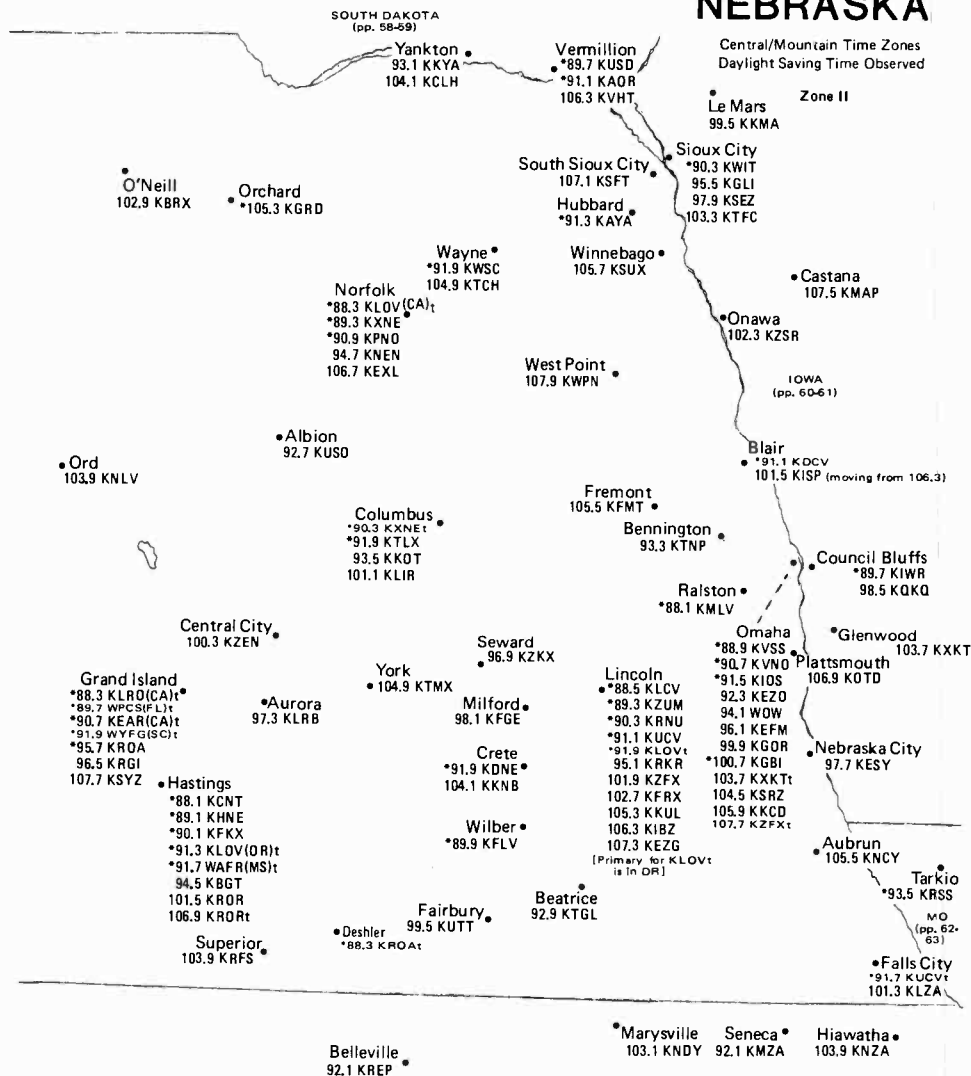 NEBRASKA
SOUTH DAKOTA
(pp. 58-59)
Central/Mountain Time Zones
Daylight Saving Time Observed
Zone II
Yankton
93.1 KKYA
104.1 KCLH
Vermillion
*89.7 KUSD
*91.1 KAOR
106.3 KVHT
Le Mars
99.5 KKMA
Sioux City
*90.3 KWIT
95.5 KGLI
97.9 KSEZ
103.3 KTFC
South Sioux City
107.1 KSFT
O'Neill
102.9 KBRX
Orchard
*105.3 KGRD
Hubbard
*91.3 KAYA
Wayne
*91.9 KWSC
104.9 KTCH
Winnebago
105.7 KSUX
Castana
107.5 KMAP
Norfolk
*88.3 KLOV(CA)t
*89.3 KXNE
*90.9 KPNO
94.7 KNEN
106.7 KEXL
Onawa
102.3 KZSR
West Point
107.9 KWPN
IOWA
(pp. 60-61)
Albion
92.7 KUSO
Ord
103.9 KNLV
Blair
*91.1 KDCV
101.5 KISP (moving from 106.3)
Fremont
105.5 KFMT
Columbus
*90.3 KXNEt
*91.9 KTLX
93.5 KKOT
101.1 KLIR
Bennington
93.3 KTNP
Council Bluffs
*89.7 KIWR
98.5 KQKQ
Ralston
*88.1 KMLV
Central City
100.3 KZEN
Seward
96.9 KZKX
Omaha
*88.9 KVSS
*90.7 KVNO
*91.5 KIOS
92.3 KEZO
94.1 WOW
96.1 KEFM
99.9 KGOR
*100.7 KGBI
103.7 KXKTt
104.5 KSRZ
105.9 KKCD
107.7 KZFXt
Glenwood
103.7 KXKT
Plattsmouth
106.9 KOTD
Grand Island
*88.3 KLRO(CA)t
*89.7 WPCS(FL)t
*90.7 KEAR(CA)t
*91.9 WYFG(SC)t
*95.7 KROA
96.5 KRGI
107.7 KSYZ
York
104.9 KTMX
Lincoln
*88.5 KLCV
*89.3 KZUM
*90.3 KRNU
*91.1 KUCV
*91.9 KLOVt
95.1 KRKR
101.9 KZFX
102.7 KFRX
105.3 KKUL
106.3 KIBZ
107.3 KEZG
[Primary for KLOVt
is in OR]
Aurora
97.3 KLRB
Milford
98.1 KFGE
Nebraska City
97.7 KESY
Crete
*91.9 KDNE
104.1 KKNB
Hastings
*88.1 KCNT
*89.1 KHNE
*90.1 KFKX
*91.3 KLOV(OR)t
*91.7 WAFR(MS)t
94.5 KBGT
101.5 KROR
106.9 KRORt
Wilber
*89.9 KFLV
Aubrun
105.5 KNCY
Tarkio
*93.5 KRSS
Beatrice
92.9 KTGL
Fairbury
99.5 KUTT
MO
(pp. 62-
63)
Deshler
*88.3 KROAt
Superior
103.9 KRFS
Falls City
*91.7 KUCVt
101.3 KLZA
Marysville
103.1 KNDY
Seneca
92.1 KMZA
Hiawatha
103.9 KNZA
Belleville
92.1 KREP